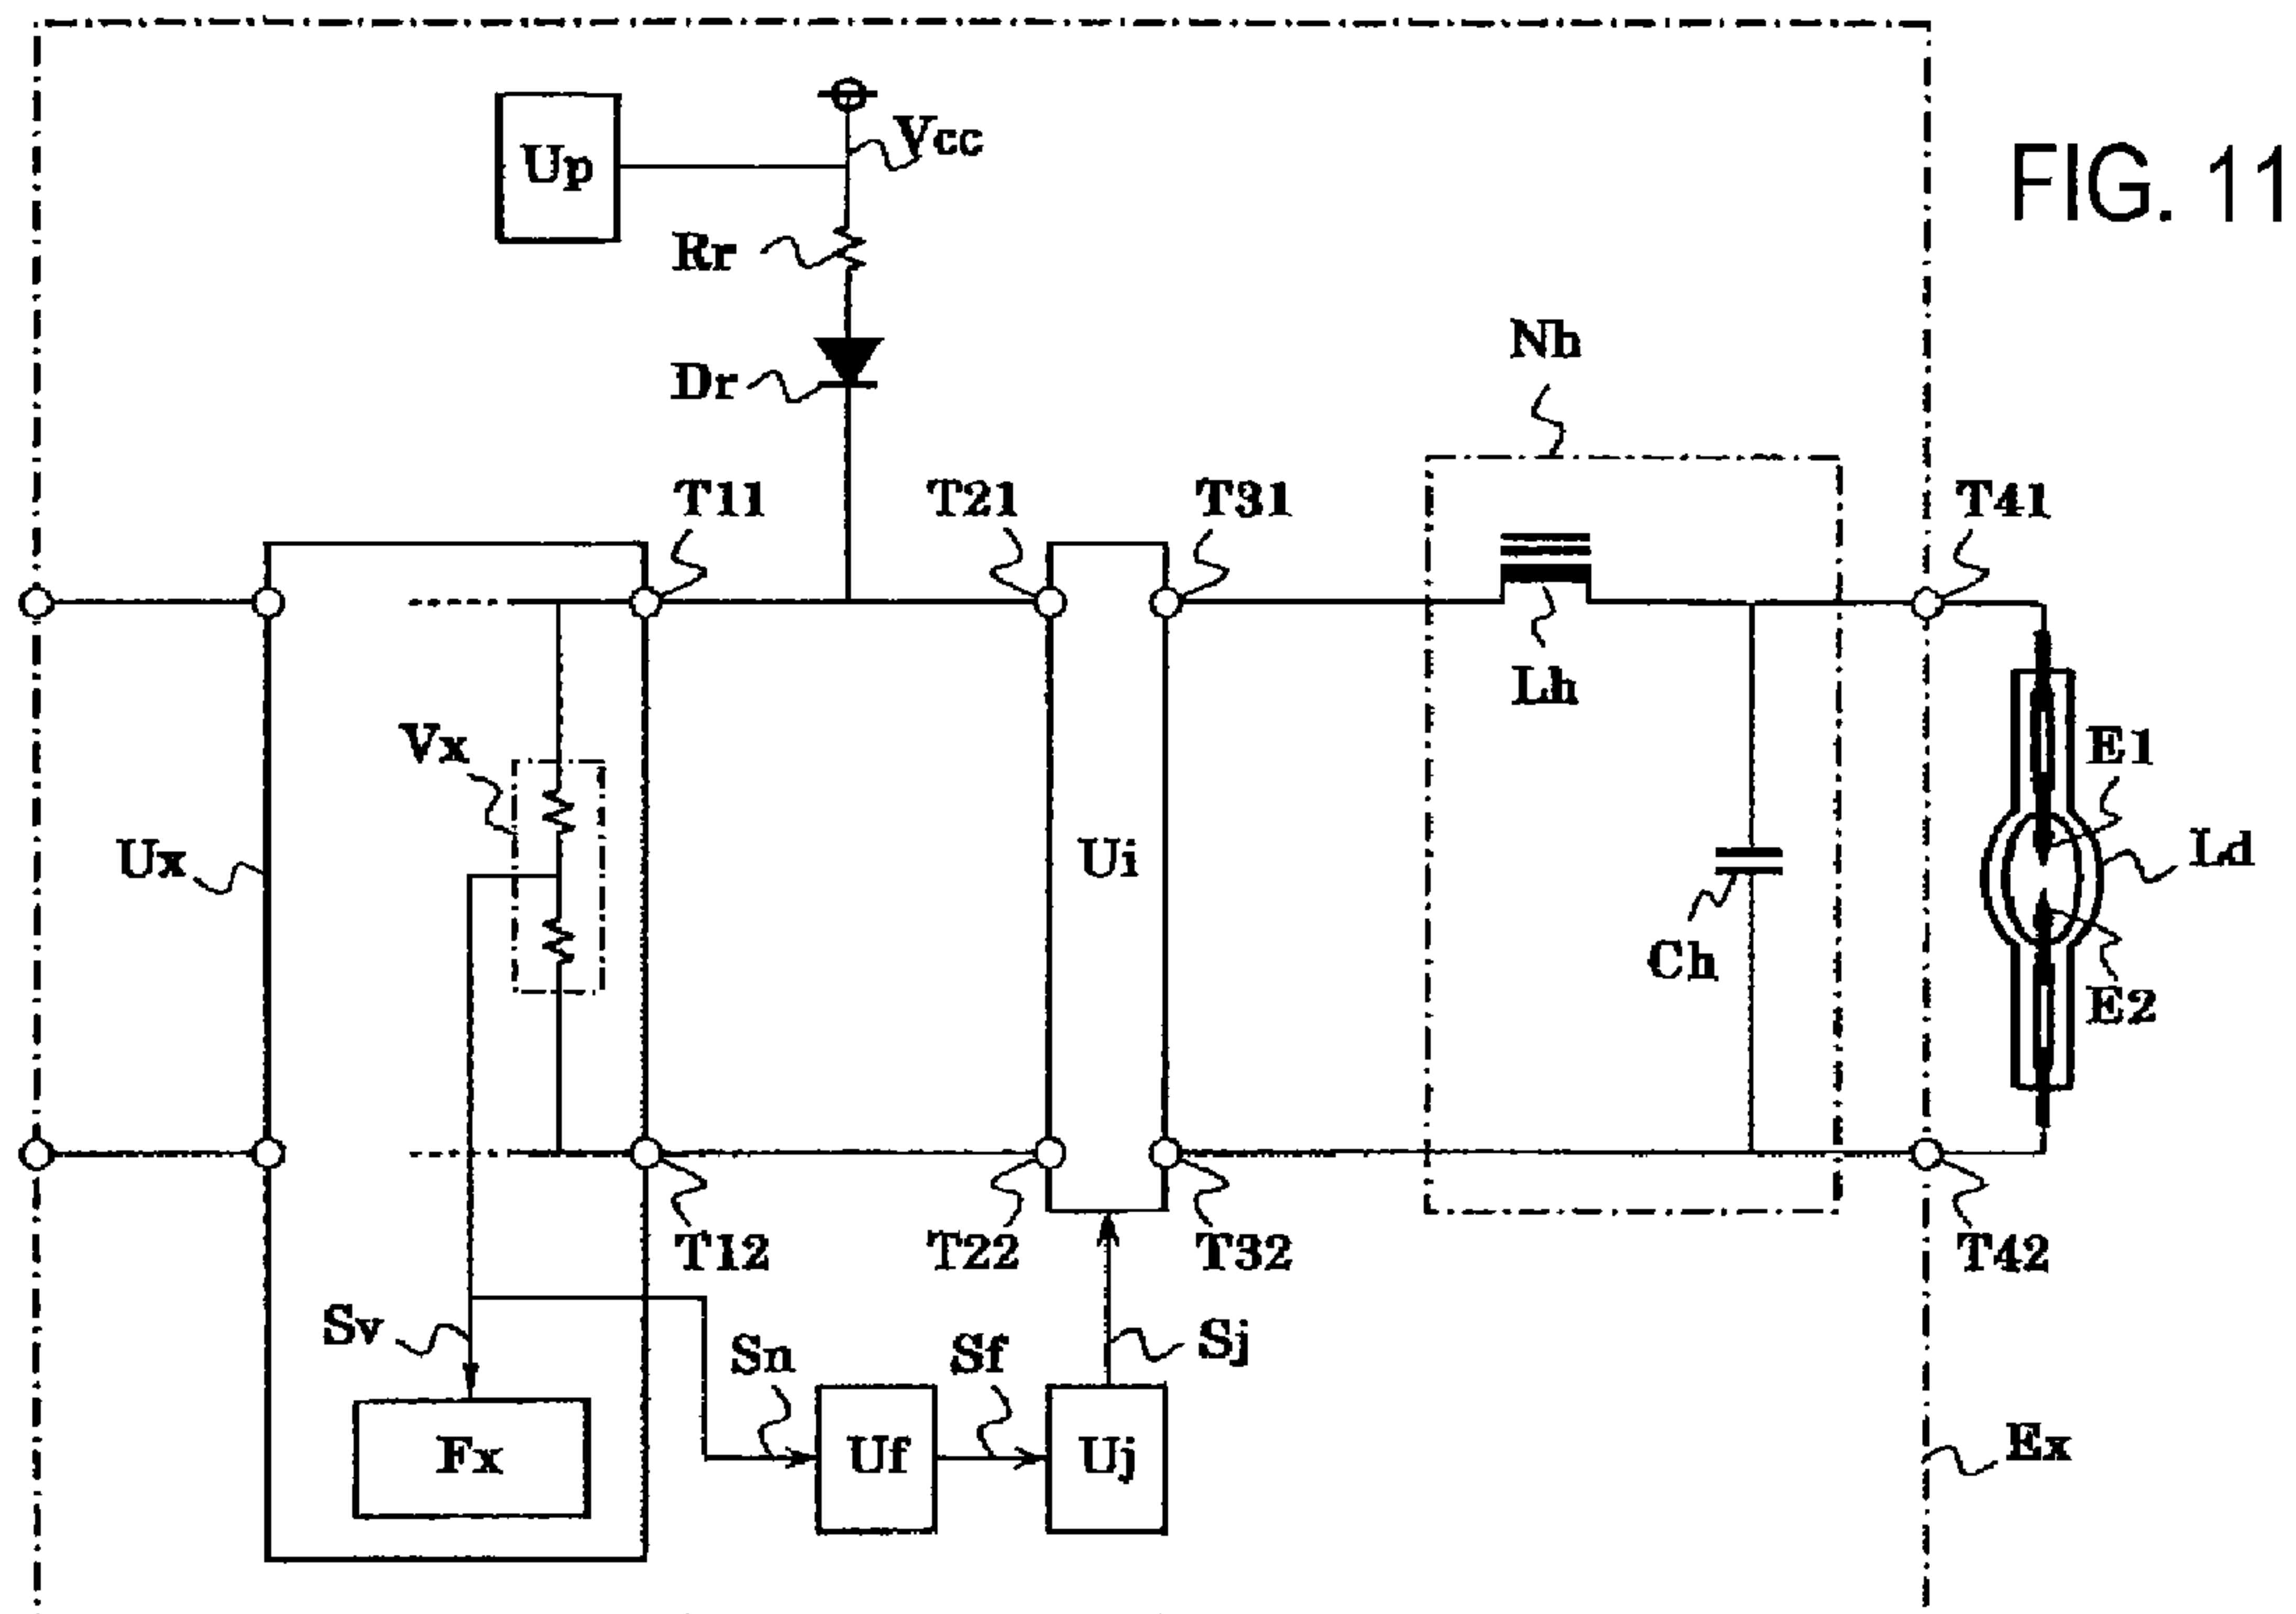 FIG. 11
Up
Vcc
Rr
Dr
Nh
T11
T21
T31
T41
Lh
Vx
E1
Ux
Ui
Ld
Ch
E2
T12
T22
T32
T42
Sv
Sn
Sf
Sj
Fx
Uf
Uj
Ex